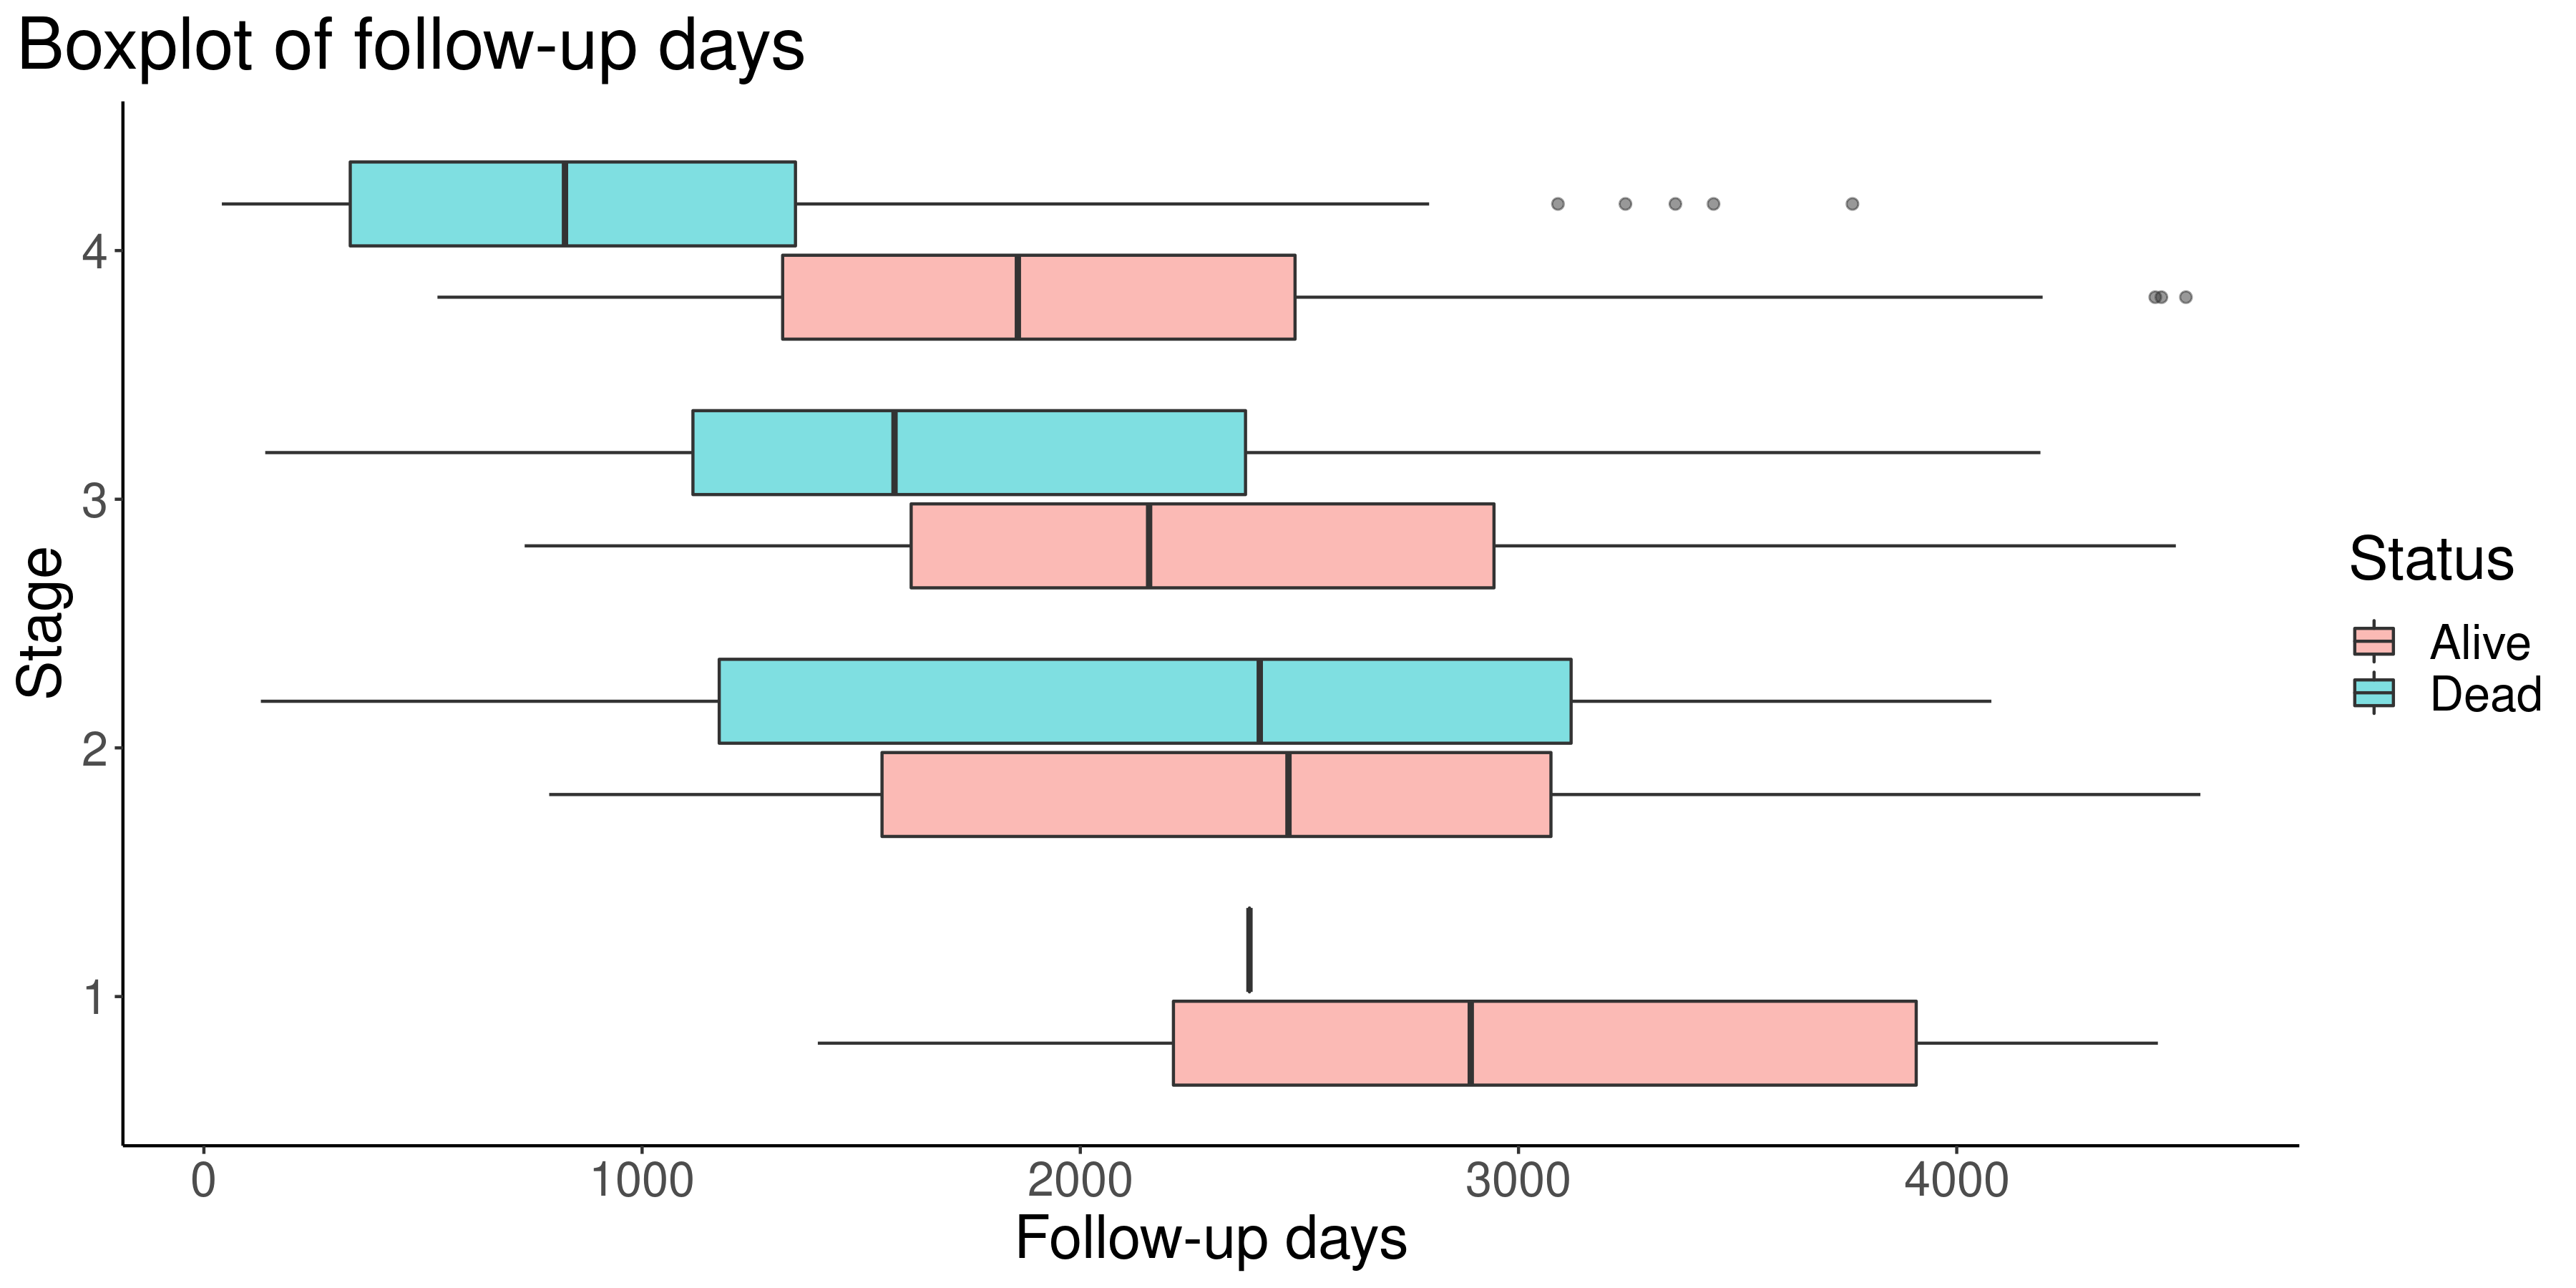 Boxplot of follow-up days
Stage
4
3
2
1
0 1000 2000 3000 4000
Follow-up days
Status
Alive
Dead